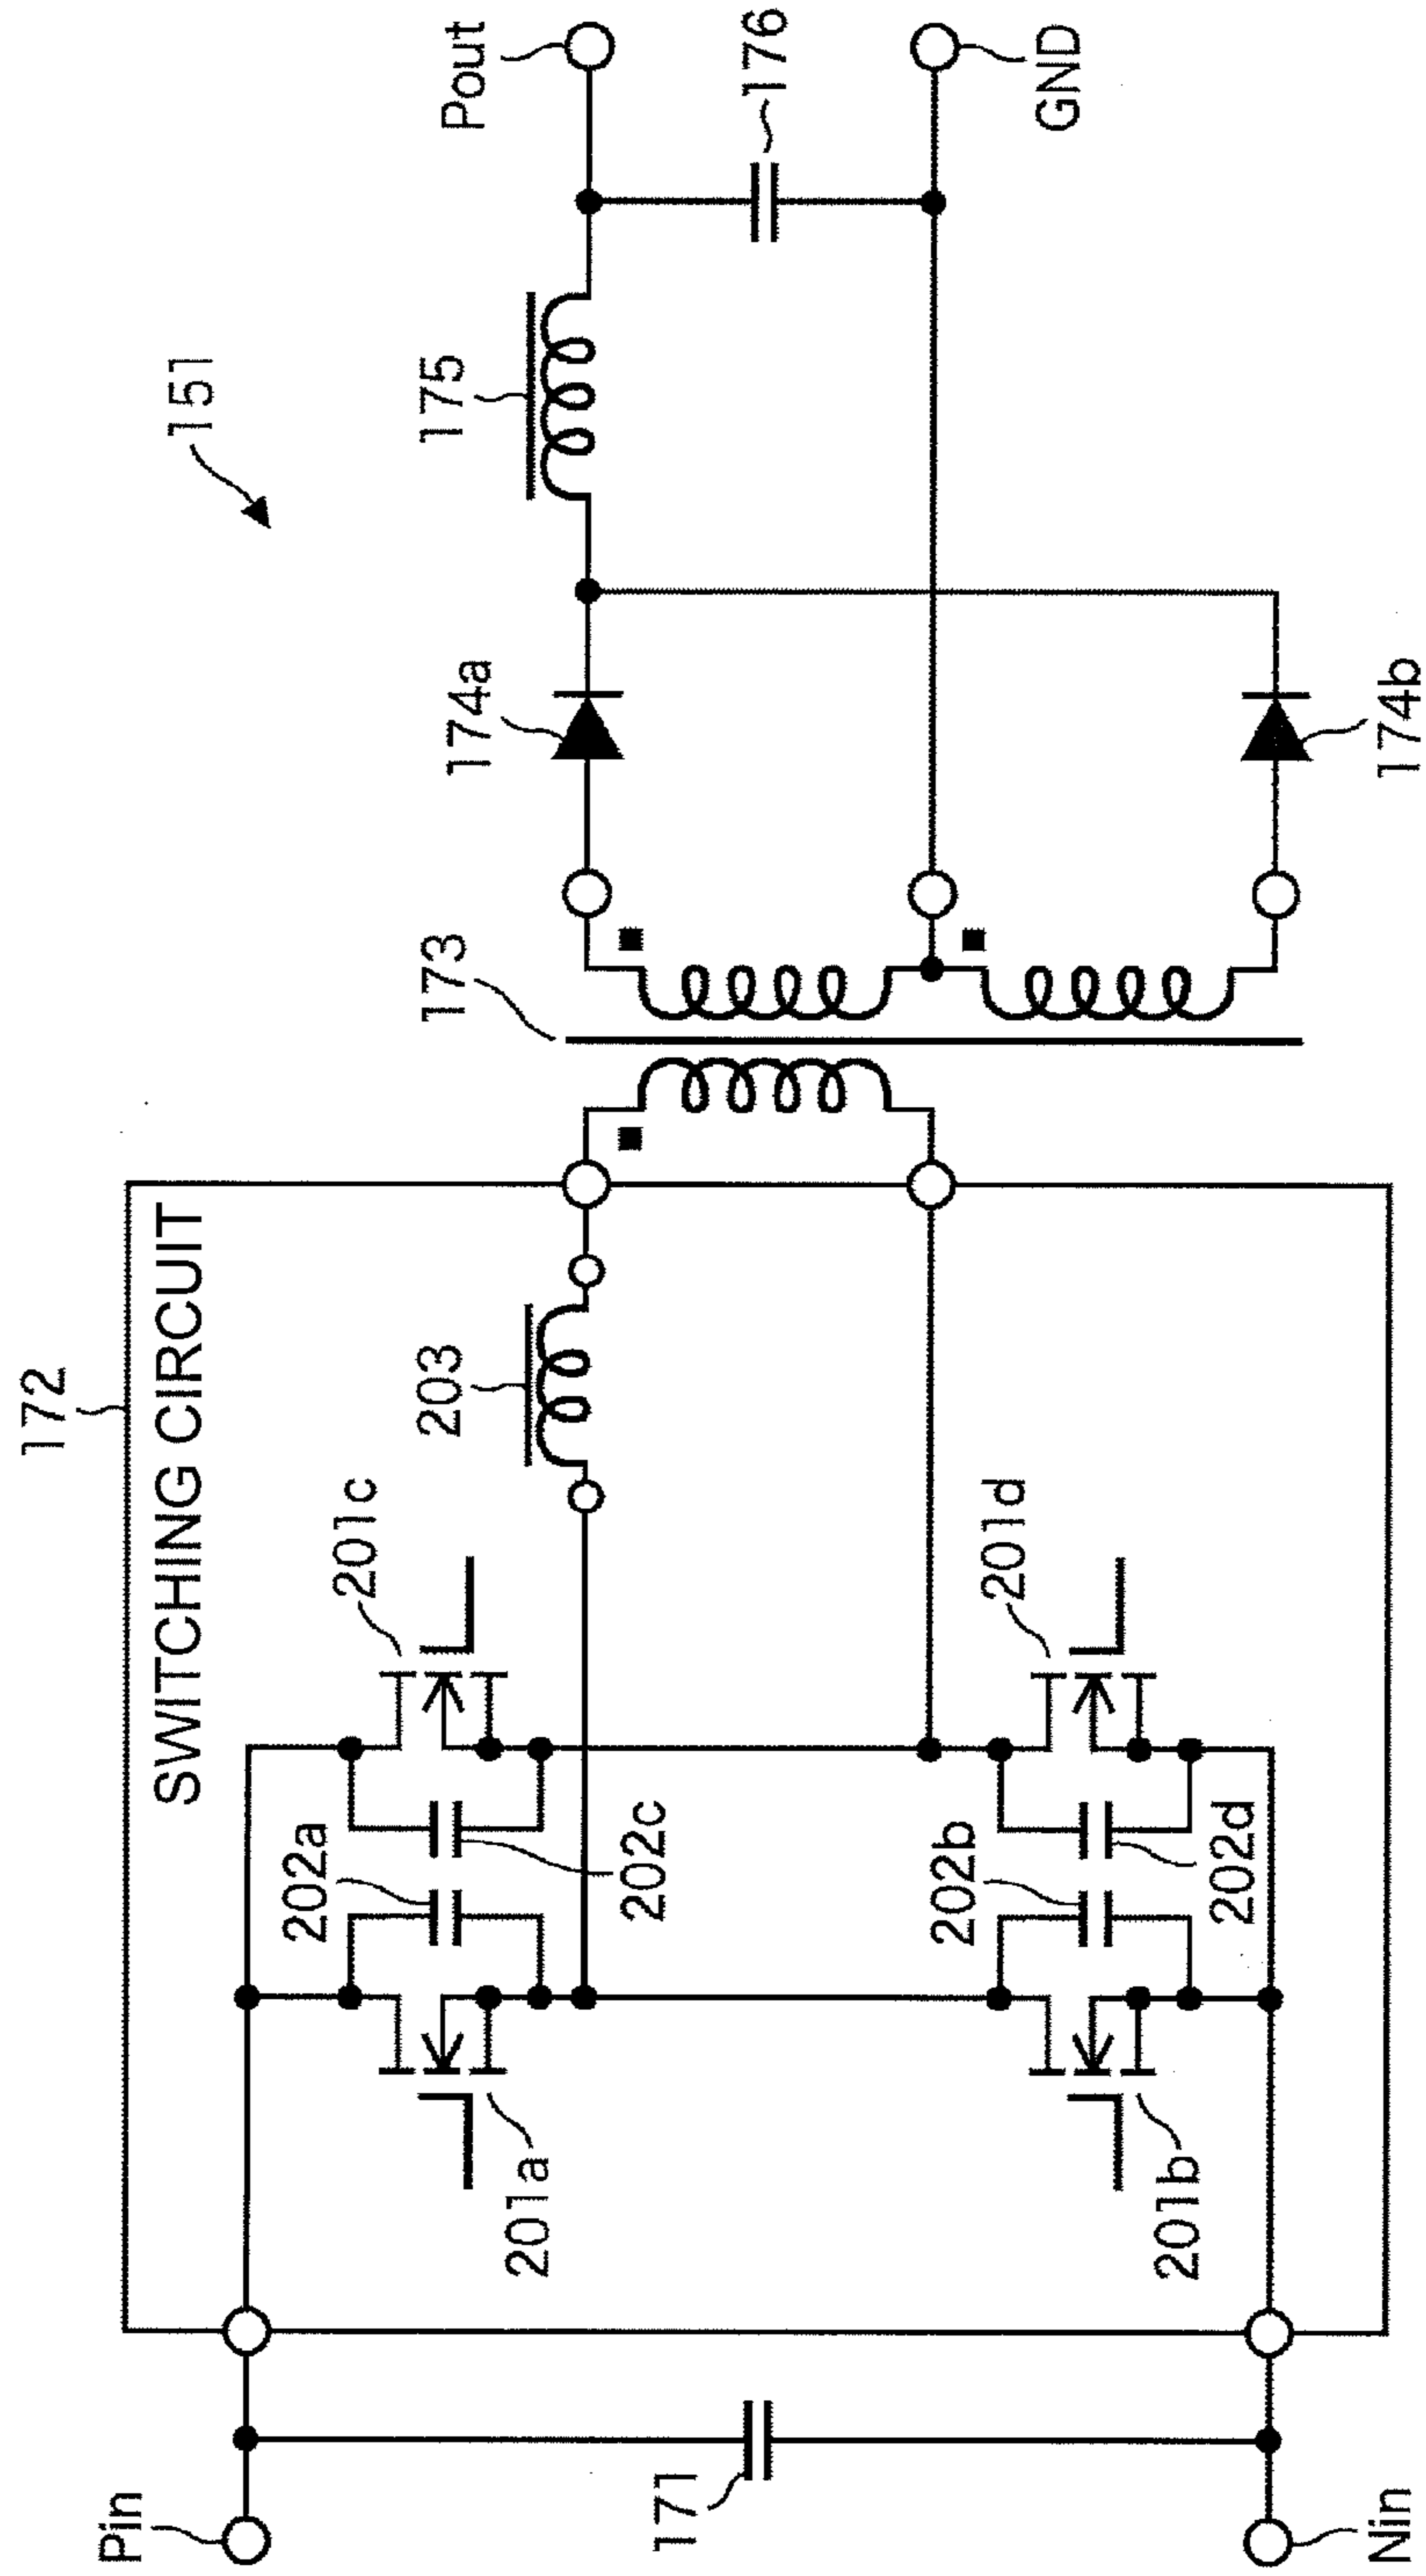 151
172
SWITCHING CIRCUIT
Pin
Nin
171
201a
201b
201c
201d
202a
202b
202c
202d
203
173
174a
174b
175
176
Pout
GND